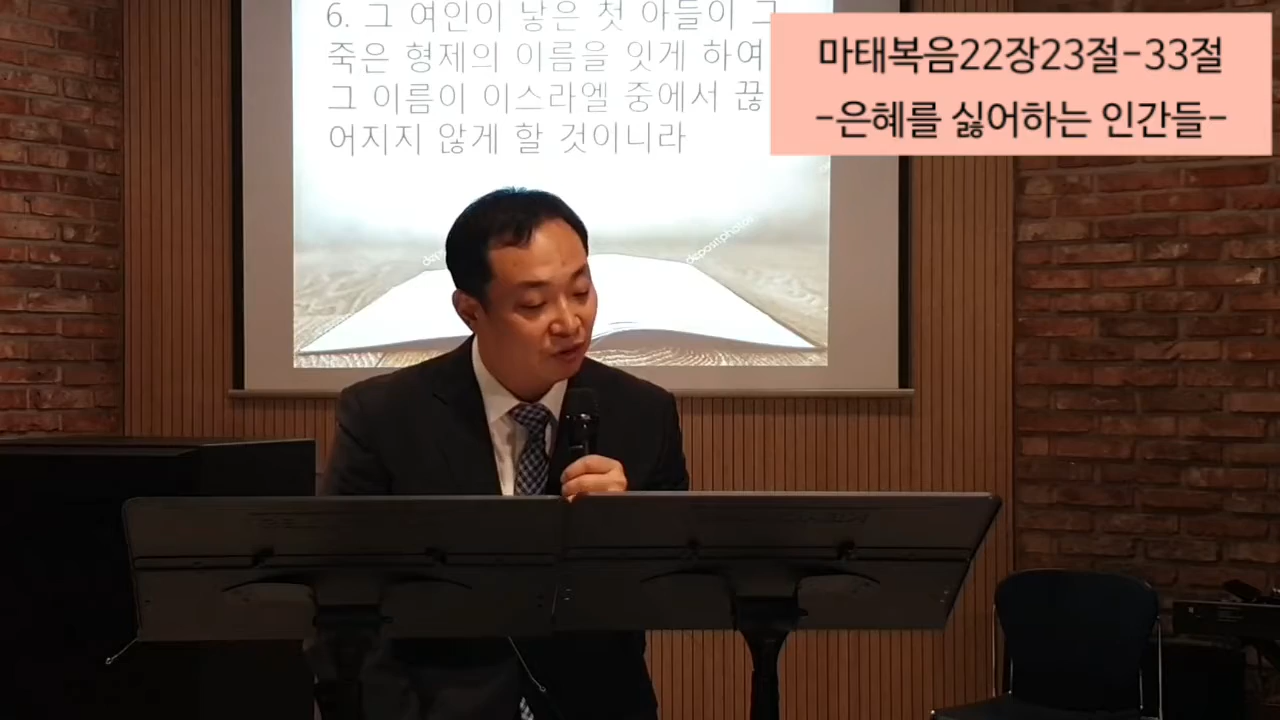 6. 그 여인이 낳은 첫 아들이 그
죽은 형제의 이름을 잇게 하여
그 이름이 이스라엘 중에서 끊
어지지 않게 할 것이니라
마태복음22장23절-33절
-은혜를 싫어하는 인간들-
depositphotos